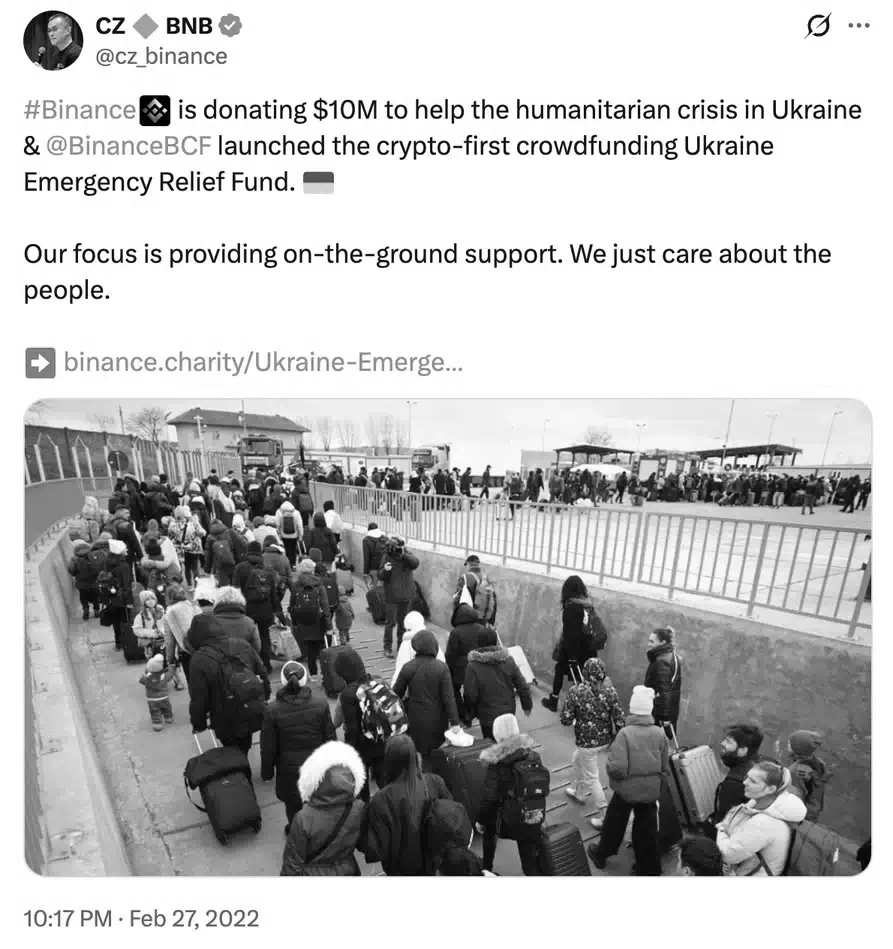 CZ 🔶 BNB
@cz_binance
#Binance is donating $10M to help the humanitarian crisis in Ukraine
& @BinanceBCF launched the crypto-first crowdfunding Ukraine
Emergency Relief Fund. 🇺🇦
Our focus is providing on-the-ground support. We just care about the
people.
➡️ binance.charity/Ukraine-Emerge...
10:17 PM · Feb 27, 2022